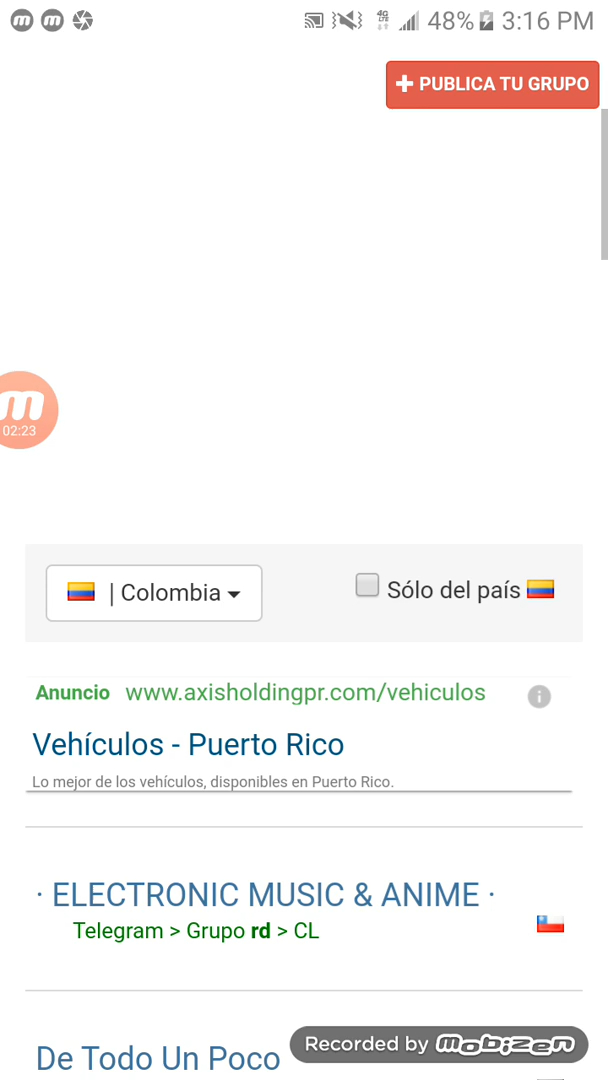 48% 3:16 PM
+ PUBLICA TU GRUPO
m
02:23
| Colombia
Sólo del país
Anuncio www.axisholdingpr.com/vehiculos
Vehículos - Puerto Rico
Lo mejor de los vehículos, disponibles en Puerto Rico.
· ELECTRONIC MUSIC & ANIME ·
Telegram > Grupo rd > CL
De Todo Un Poco
Recorded by mobizen